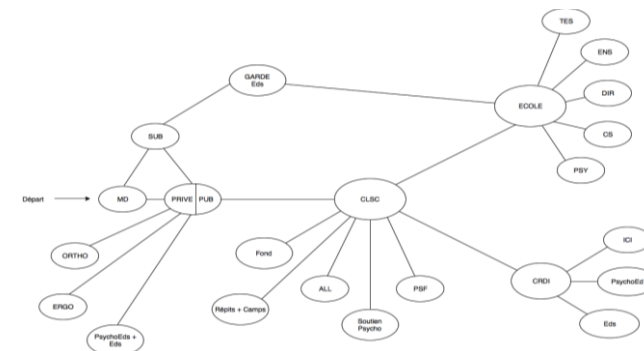 TES
ENS
GARDE
Eds
DIR
ECOLE
CS
SUB
PSY
Départ
MD
PRIVE
PUB
CLSC
ICI
Fond
ORTHO
CRDI
PsychoEd
ALL
PSF
ERGO
Répits + Camps
Soutien
Psycho
Eds
PsychoEds +
Eds